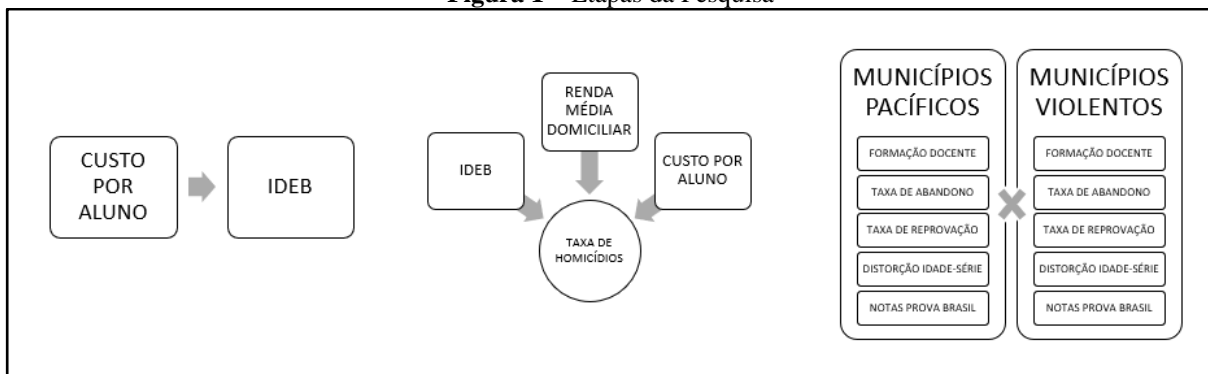 Figura 1 – Etapas da Pesquisa
CUSTO
POR
ALUNO
IDEB
RENDA
MÉDIA
DOMICILIAR
IDEB
CUSTO POR
ALUNO
TAXA DE
HOMICÍDIOS
MUNICÍPIOS
PACÍFICOS
FORMAÇÃO DOCENTE
TAXA DE ABANDONO
TAXA DE REPROVAÇÃO
DISTORÇÃO IDADE-SÉRIE
NOTAS PROVA BRASIL
MUNICÍPIOS
VIOLENTOS
FORMAÇÃO DOCENTE
TAXA DE ABANDONO
TAXA DE REPROVAÇÃO
DISTORÇÃO IDADE-SÉRIE
NOTAS PROVA BRASIL